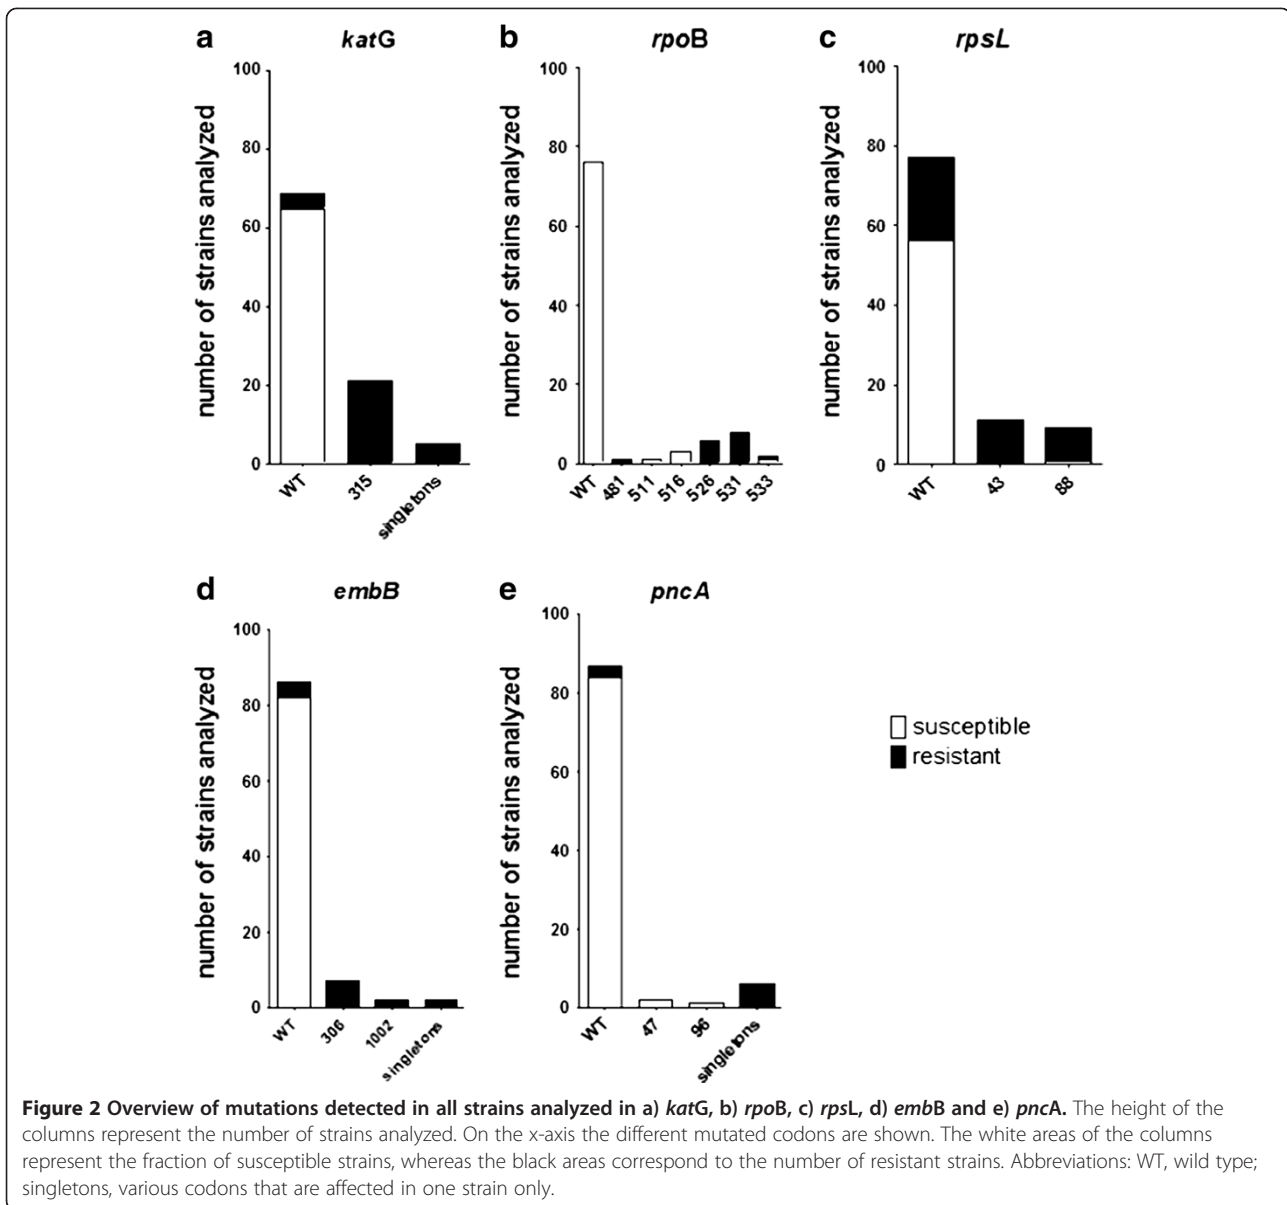 a katG
100
80
60
40
20
0
number of strains analyzed
WT 315 singletons
b rpoB
100
80
60
40
20
0
number of strains analyzed
WT 481 511 516 526 531 533
c rpsL
100
80
60
40
20
0
number of strains analyzed
WT 43 88
d embB
100
80
60
40
20
0
number of strains analyzed
WT 306 1002 singletons
e pncA
100
80
60
40
20
0
number of strains analyzed
WT 47 96 singletons
susceptible
resistant
Figure 2 Overview of mutations detected in all strains analyzed in a) katG, b) rpoB, c) rpsL, d) embB and e) pncA. The height of the
columns represent the number of strains analyzed. On the x-axis the different mutated codons are shown. The white areas of the columns
represent the fraction of susceptible strains, whereas the black areas correspond to the number of resistant strains. Abbreviations: WT, wild type;
singletons, various codons that are affected in one strain only.